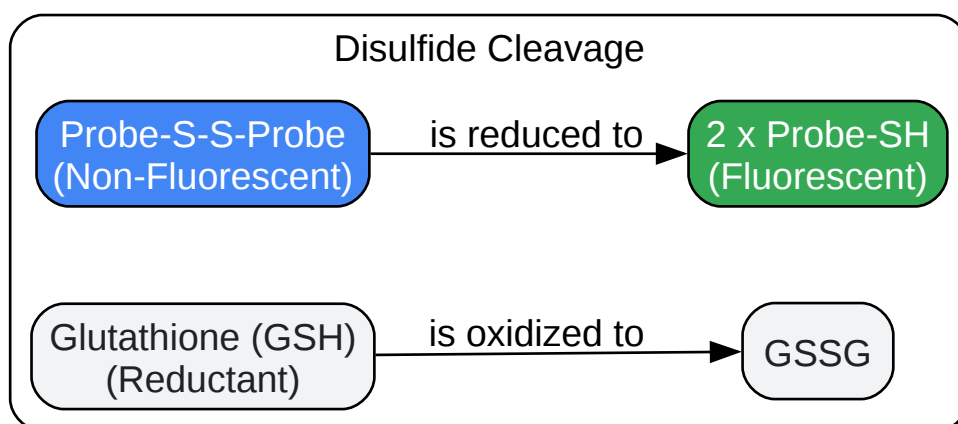 Disulfide Cleavage
Probe-S-S-Probe
(Non-Fluorescent)
is reduced to
2 x Probe-SH
(Fluorescent)
Glutathione (GSH)
(Reductant)
is oxidized to
GSSG